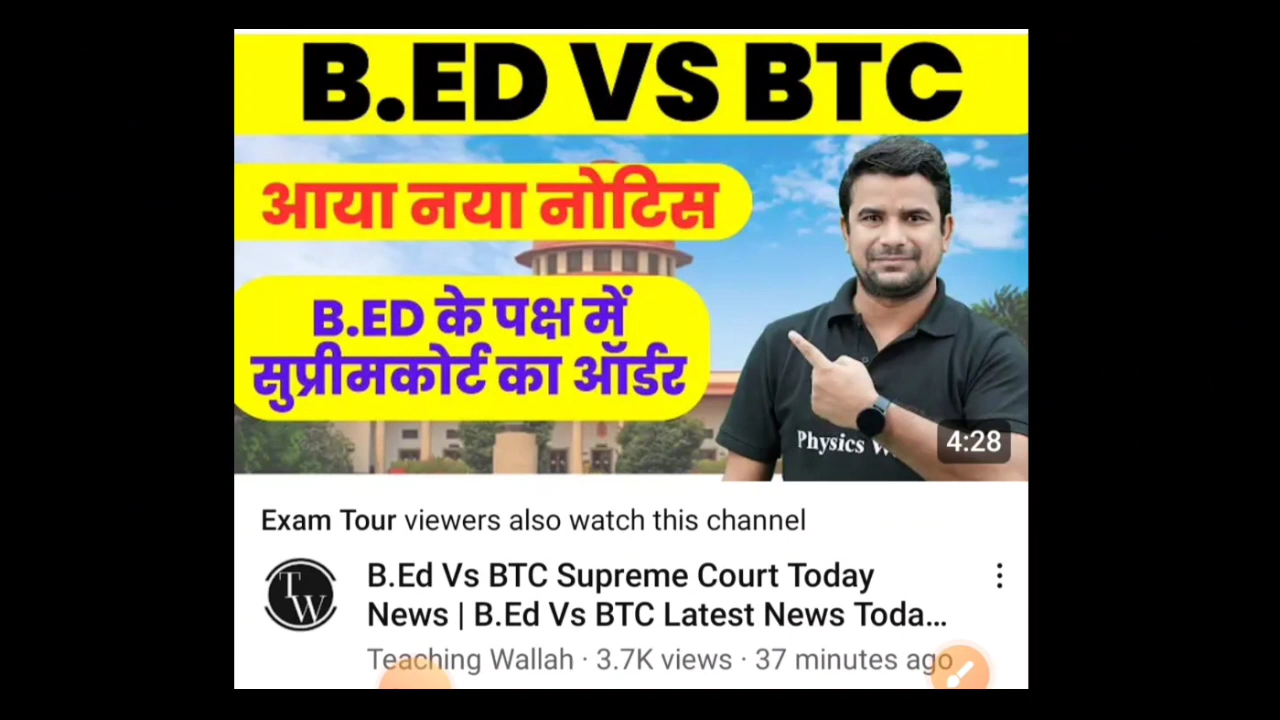 B.ED VS BTC
आया नया नोटिस
B.ED के पक्ष में
सुप्रीमकोर्ट का ऑर्डर
Physics
4:28
Exam Tour viewers also watch this channel
TW
B.Ed Vs BTC Supreme Court Today
News | B.Ed Vs BTC Latest News Toda...
Teaching Wallah · 3.7K views · 37 minutes ago